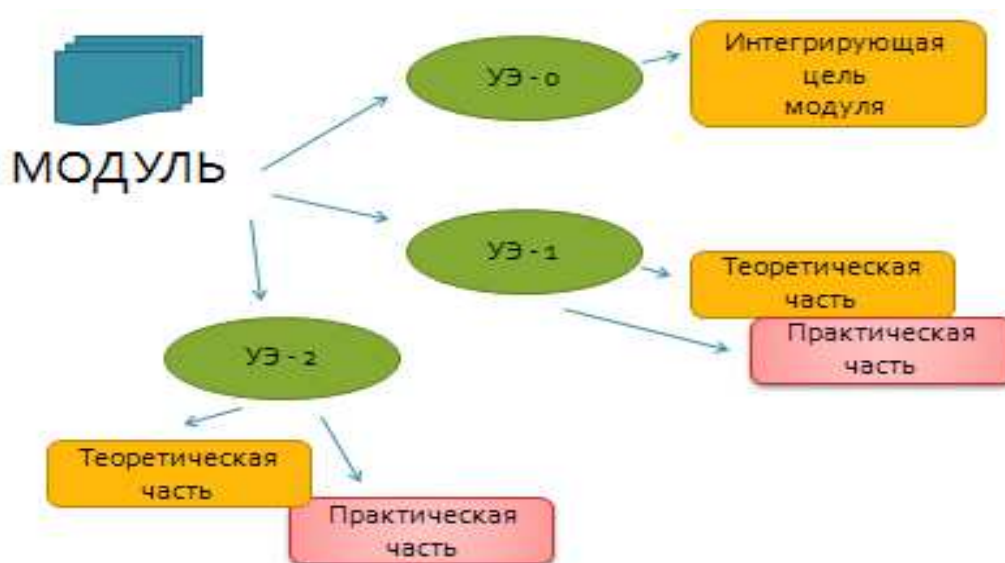 УЭ - 0
Интегрирующая
цель
модуля
МОДУЛЬ
УЭ - 1
Теоретическая
часть
Практическая
часть
УЭ - 2
Теоретическая
часть
Практическая
часть